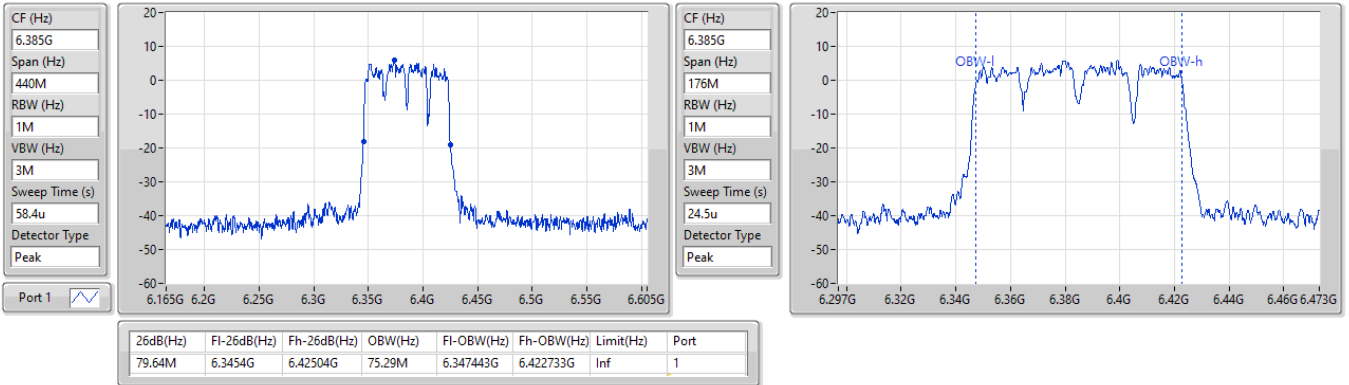 CF (Hz)
6.385G
Span (Hz)
440M
RBW (Hz)
1M
VBW (Hz)
3M
Sweep Time (s)
58.4u
Detector Type
Peak
Port 1
20
10
0
-10
-20
-30
-40
-50
-60
6.165G 6.2G 6.25G 6.3G 6.35G 6.4G 6.45G 6.5G 6.55G 6.605G
CF (Hz)
6.385G
Span (Hz)
176M
RBW (Hz)
1M
VBW (Hz)
3M
Sweep Time (s)
24.5u
Detector Type
Peak
20
10
0
-10
-20
-30
-40
-50
-60
OBW-l OBW-h
6.297G 6.32G 6.34G 6.36G 6.38G 6.4G 6.42G 6.44G 6.46G 6.473G
26dB(Hz) Fl-26dB(Hz) Fh-26dB(Hz) OBW(Hz) Fl-OBW(Hz) Fh-OBW(Hz) Limit(Hz) Port
79.64M 6.3454G 6.42504G 75.29M 6.347443G 6.422733G Inf 1